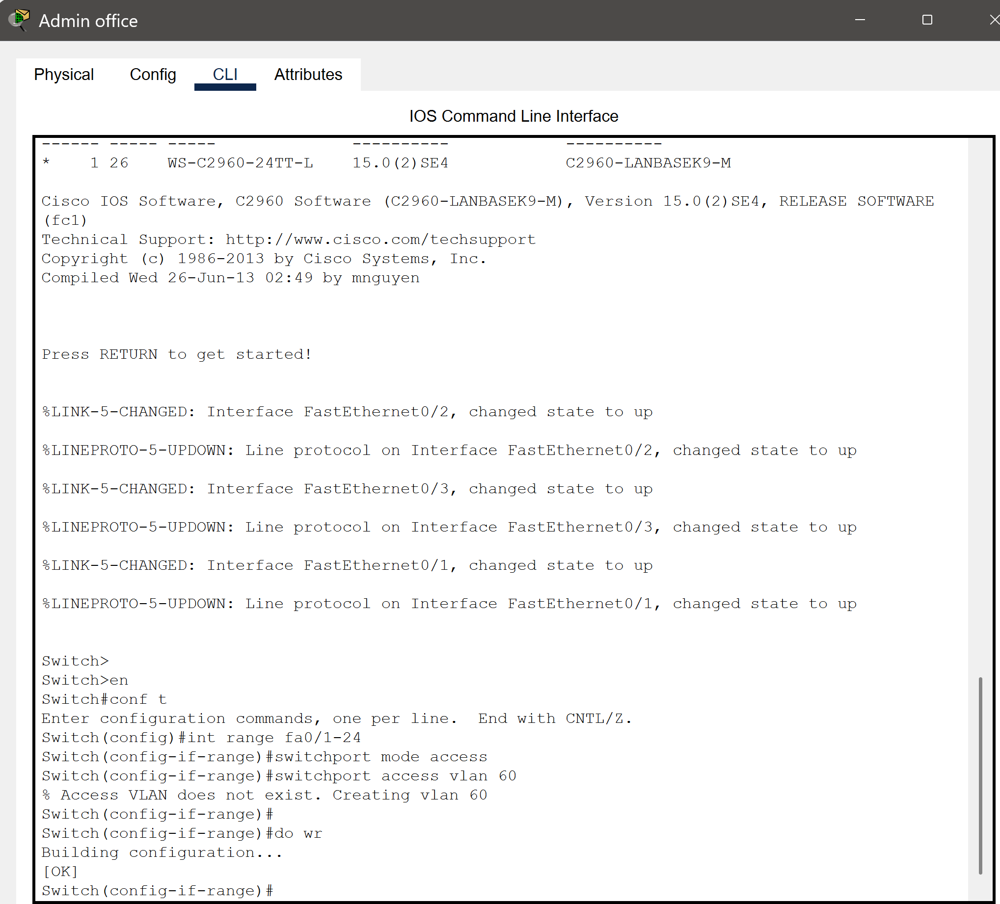 Admin office
Physical Config CLI Attributes
IOS Command Line Interface
------ ----- ----- ---------- ----------
* 1 26 WS-C2960-24TT-L 15.0(2)SE4 C2960-LANBASEK9-M
Cisco IOS Software, C2960 Software (C2960-LANBASEK9-M), Version 15.0(2)SE4, RELEASE SOFTWARE
(fc1)
Technical Support: http://www.cisco.com/techsupport
Copyright (c) 1986-2013 by Cisco Systems, Inc.
Compiled Wed 26-Jun-13 02:49 by mnguyen
Press RETURN to get started!
%LINK-5-CHANGED: Interface FastEthernet0/2, changed state to up
%LINEPROTO-5-UPDOWN: Line protocol on Interface FastEthernet0/2, changed state to up
%LINK-5-CHANGED: Interface FastEthernet0/3, changed state to up
%LINEPROTO-5-UPDOWN: Line protocol on Interface FastEthernet0/3, changed state to up
%LINK-5-CHANGED: Interface FastEthernet0/1, changed state to up
%LINEPROTO-5-UPDOWN: Line protocol on Interface FastEthernet0/1, changed state to up
Switch>
Switch>en
Switch#conf t
Enter configuration commands, one per line.  End with CNTL/Z.
Switch(config)#int range fa0/1-24
Switch(config-if-range)#switchport mode access
Switch(config-if-range)#switchport access vlan 60
% Access VLAN does not exist. Creating vlan 60
Switch(config-if-range)#
Switch(config-if-range)#do wr
Building configuration...
[OK]
Switch(config-if-range)#